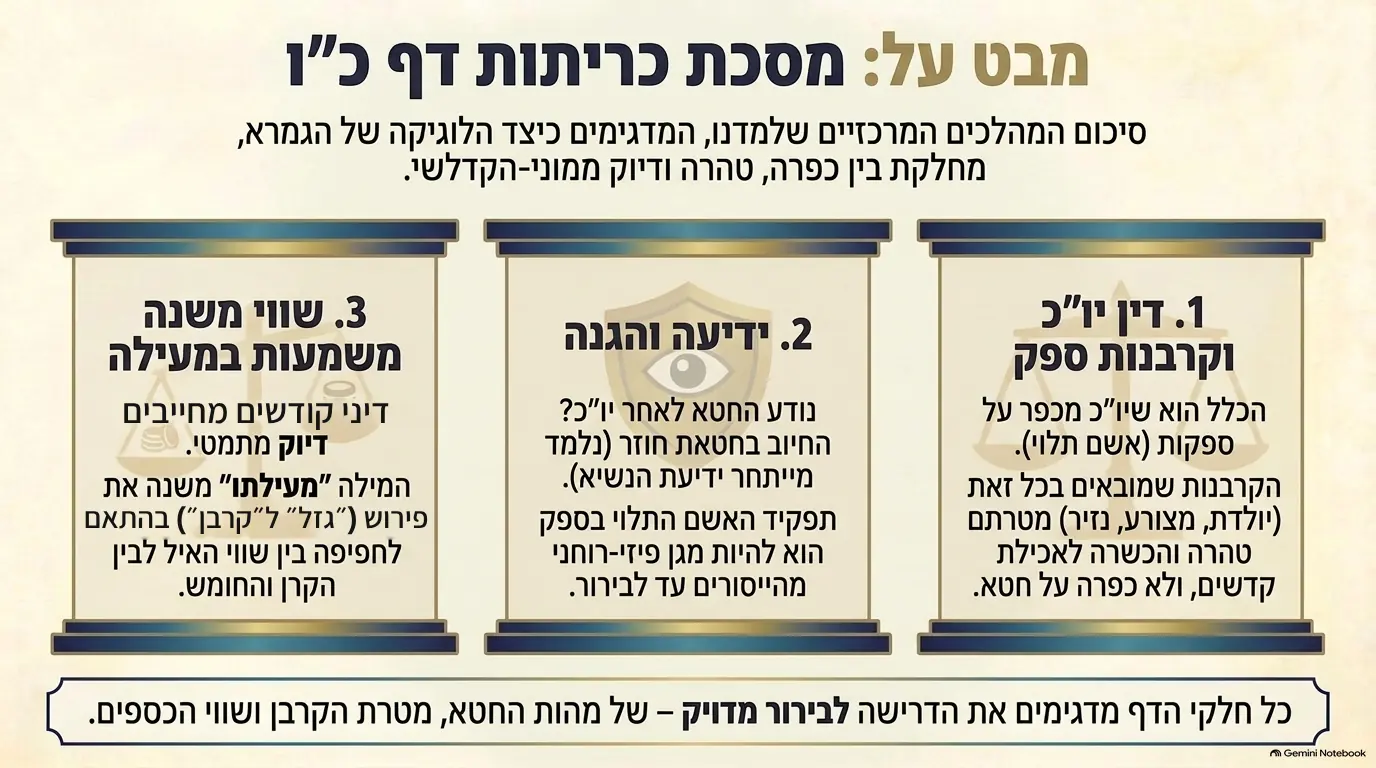 מבט על: מסכת כריתות דף כ"ו
סיכום המהלכים המרכזיים שלמדנו, המדגימים כיצד הלוגיקה של הגמרא,
מחלקת בין כפרה, טהרה ודיוק ממוני-הקדלשי.
1. דין יו"כ
וקרבנות ספק
הכלל הוא שיו"כ מכפר על
ספקות (אשם תלוי).
הקרבנות שמובאים בכל זאת
(יולדת, מצורע, נזיר) מטרתם
טהרה והכשרה לאכילת
קדשים, ולא כפרה על חטא.
2. ידיעה והגנה
נודע החטא לאחר יו"כ?
החיוב בחטאת חוזר (נלמד
מייתחר ידיעת הנשיא).
תפקיד האשם התלוי בספק
הוא להיות מגן פיזי-רוחני
מהייסורים עד לבירור.
3. שווי משנה
משמעות במעילה
דיני קודשים מחייבים
דיוק מתמטי.
המילה "מעילתו" משנה את
פירוש ("גזל" ל"קרבן") בהתאם
לחפיפה בין שווי האיל לבין
הקרן והחומש.
כל חלקי הדף מדגימים את הדרישה לבירור מדויק – של מהות החטא, מטרת הקרבן ושווי הכספים.
Gemini Notebook